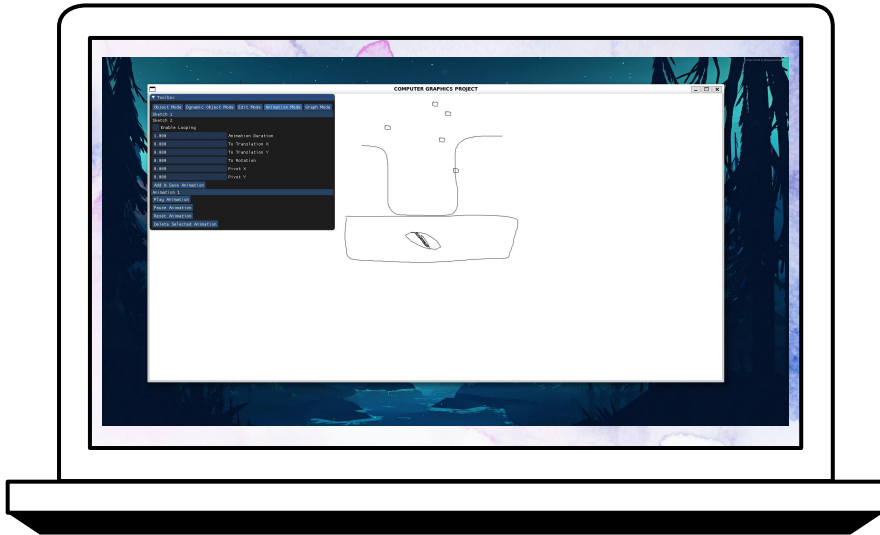 COMPUTER GRAPHICS PROJECT
Toolbar
Object Mode Dynamic Object Mode Edit Mode Animation Mode Graph Mode
Sketch 1
Sketch 2
Enable Looping
1.000 Animation Duration
0.000 To Translation X
0.000 To Translation Y
0.000 To Rotation
0.000 Pivot X
0.000 Pivot Y
Add & Save Animation
Animation 1
Play Animation
Pause Animation
Reset Animation
Delete Selected Animation